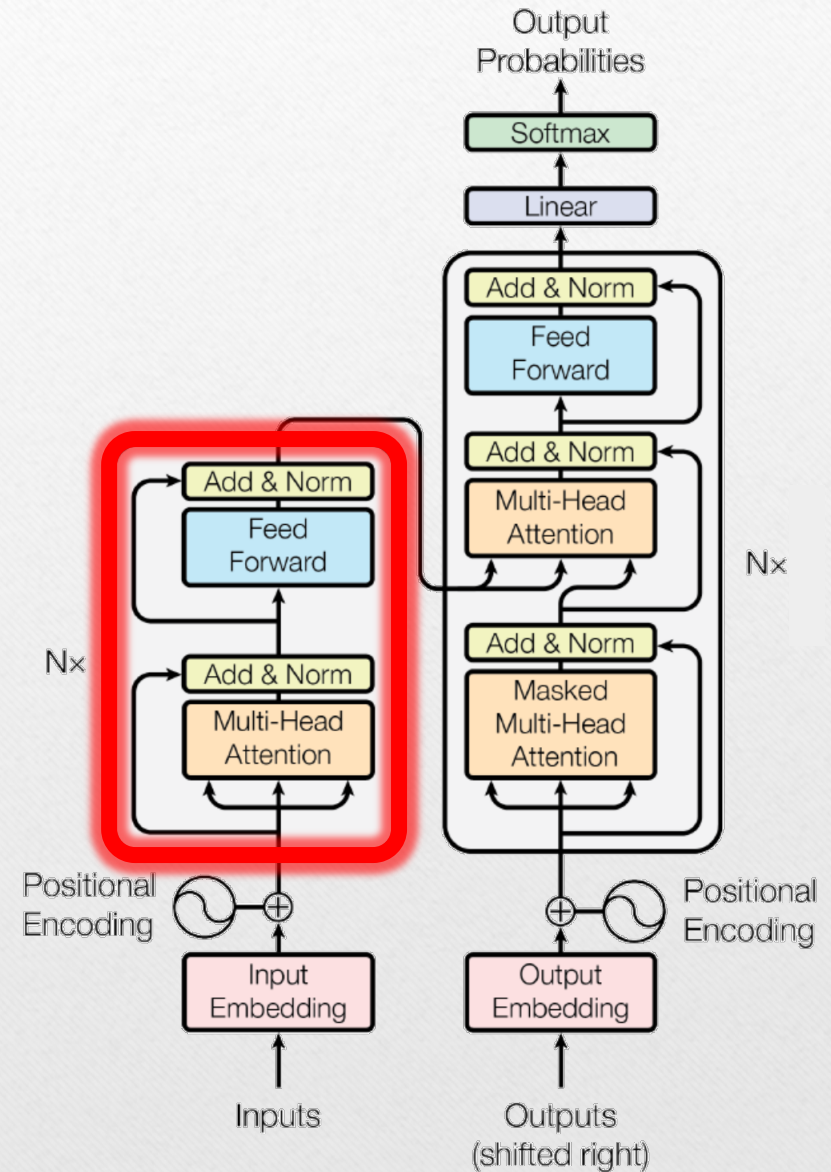 Output
Probabilities
Softmax
Linear
Add & Norm
Feed
Forward
Add & Norm
Multi-Head
Attention
Nx
Add & Norm
Masked
Multi-Head
Attention
Add & Norm
Feed
Forward
Nx
Add & Norm
Multi-Head
Attention
Positional
Encoding
Positional
Encoding
Input
Embedding
Output
Embedding
Inputs
Outputs
(shifted right)